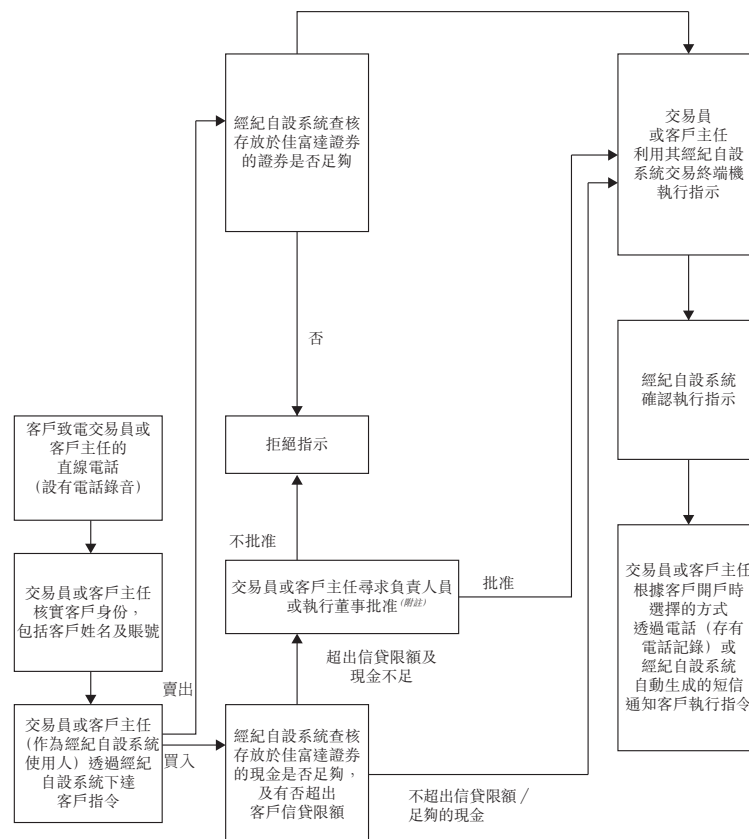 經紀自設系統查核
存放於佳富達證券
的證券是否足夠
交易員
或客戶主任
利用其經紀自設
系統交易終端機
執行指示
否
經紀自設系統
確認執行指示
拒絕指示
客戶致電交易員或
客戶主任的
直線電話
（設有電話錄音）
不批准
交易員或客戶主任尋求負責人員
或執行董事批准（附註）
批准
交易員或客戶主任
核實客戶身份，
包括客戶姓名及賬號
交易員或客戶主任
根據客戶開戶時
選擇的方式
透過電話（存有
電話記錄）或
經紀自設系統
自動生成的短信
通知客戶執行指令
超出信貸限額及
現金不足
賣出
交易員或客戶主任
（作為經紀自設系統
使用人）透過經紀
自設系統下達
客戶指令
買入
經紀自設系統查核
存放於佳富達證券
的現金是否足夠，
及有否超出
客戶信貸限額
不超出信貸限額／
足夠的現金